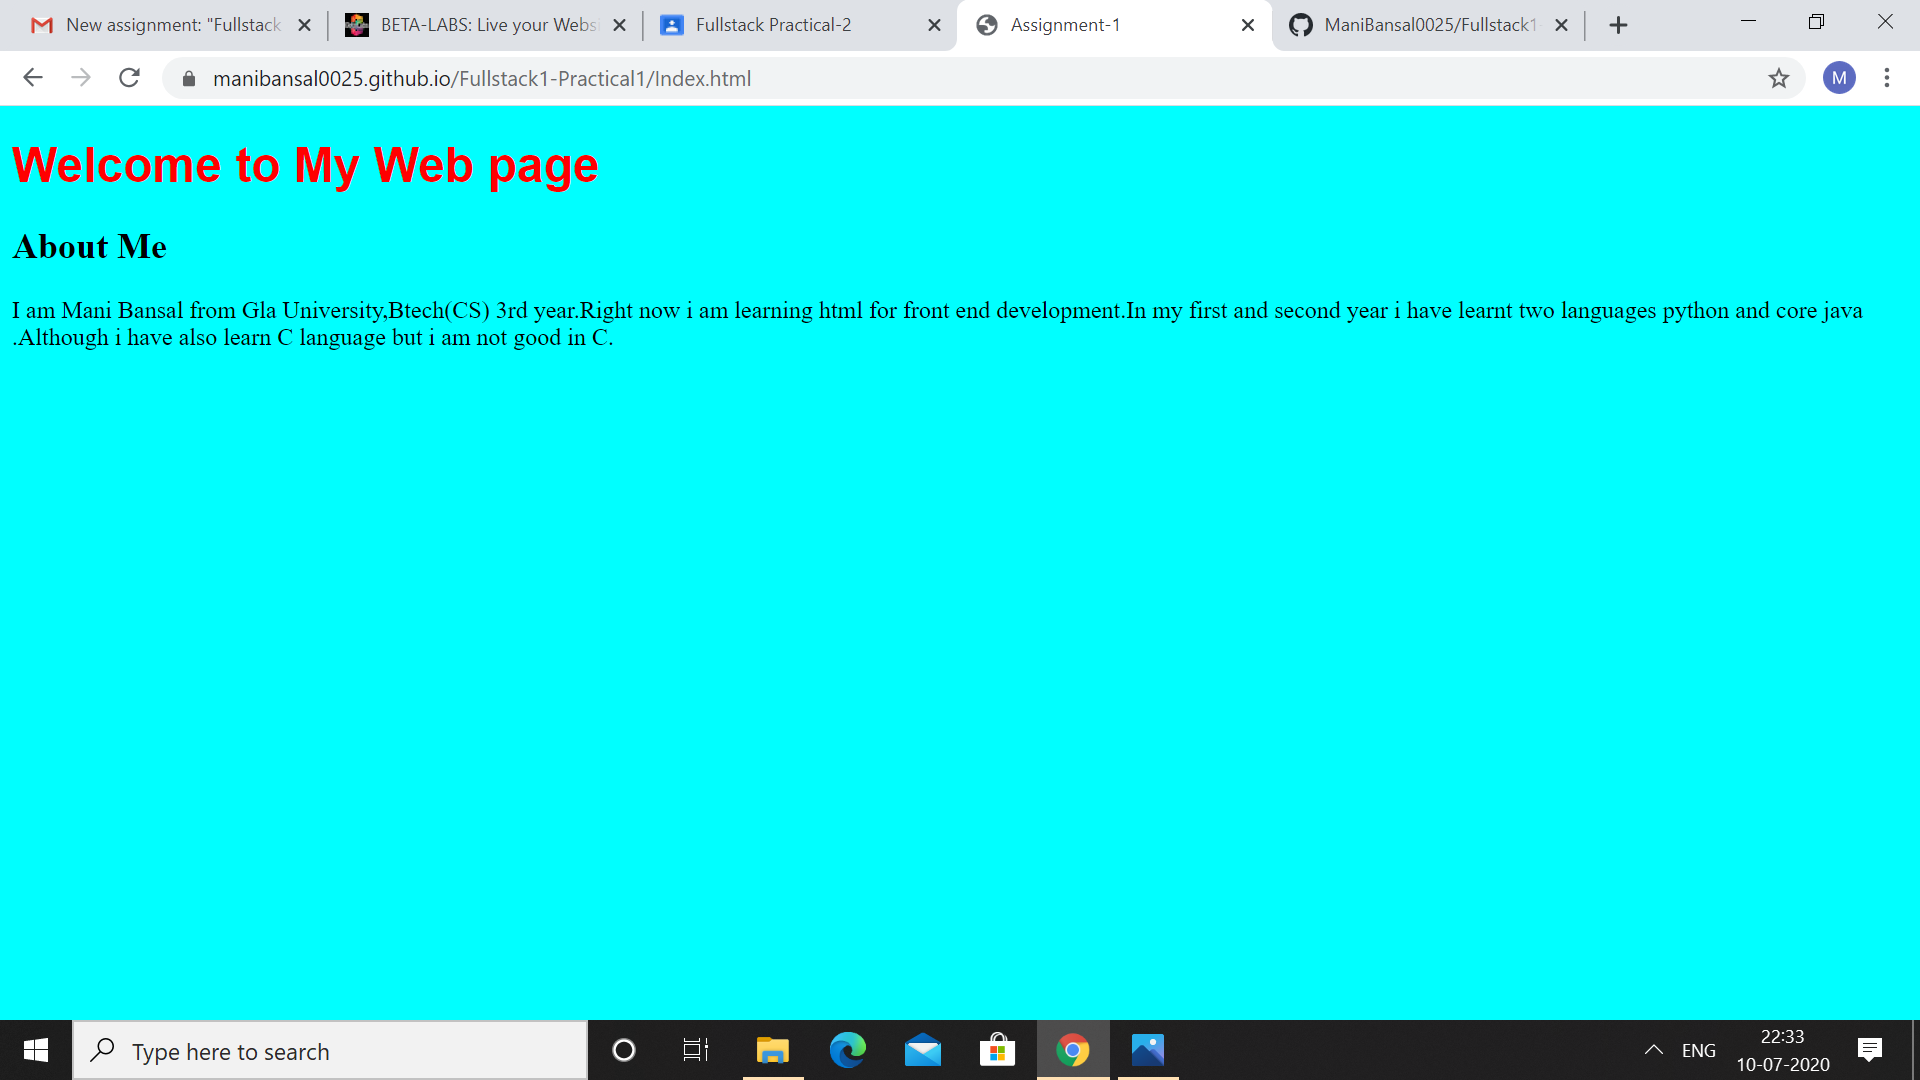 New assignment: "Fullstack
BETA-LABS: Live your Websi
Fullstack Practical-2
Assignment-1
ManiBansal0025/Fullstack1-
manibansal0025.github.io/Fullstack1-Practical1/Index.html
M
Welcome to My Web page
About Me
I am Mani Bansal from Gla University,Btech(CS) 3rd year.Right now i am learning html for front end development.In my first and second year i have learnt two languages python and core java
.Although i have also learn C language but i am not good in C.
Type here to search
ENG
22:33
10-07-2020